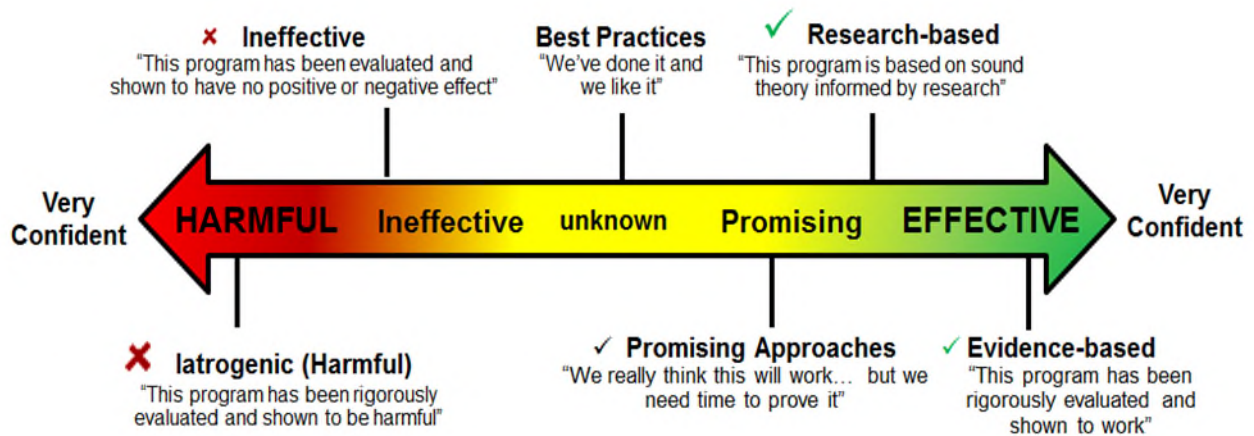 ✗ Ineffective
"This program has been evaluated and
shown to have no positive or negative effect"
Best Practices
"We've done it and
we like it"
✓ Research-based
"This program is based on sound
theory informed by research"
Very
Confident
HARMFUL
Ineffective
unknown
Promising
EFFECTIVE
Very
Confident
✗ Iatrogenic (Harmful)
"This program has been rigorously
evaluated and shown to be harmful"
✓ Promising Approaches
"We really think this will work… but we
need time to prove it"
✓ Evidence-based
"This program has been
rigorously evaluated and
shown to work"